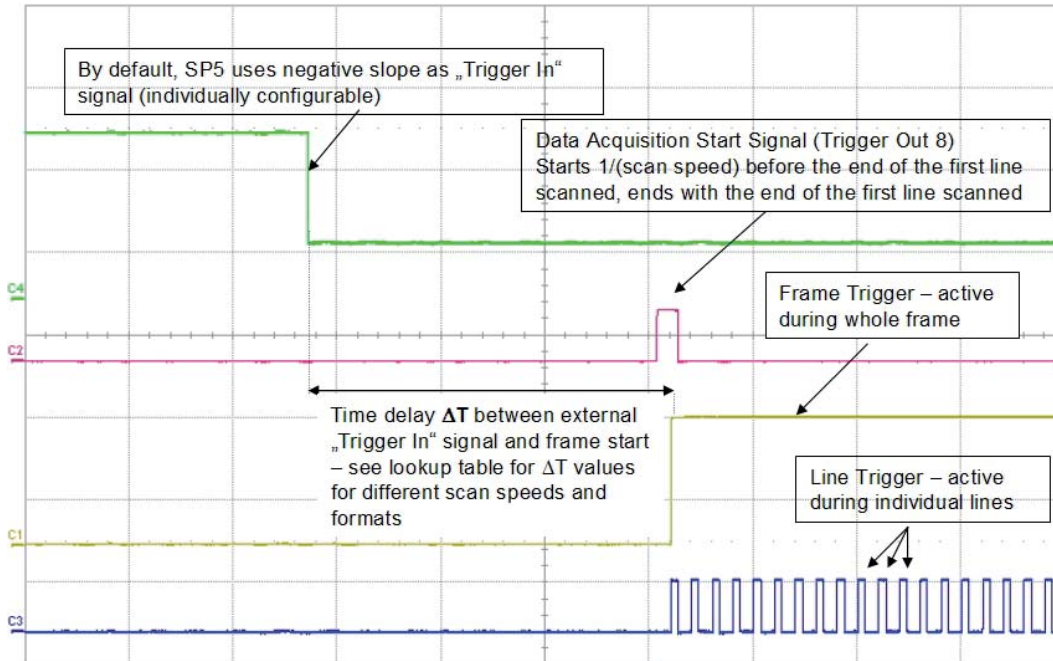 By default, SP5 uses negative slope as „Trigger In“
signal (individually configurable)
Data Acquisition Start Signal (Trigger Out 8)
Starts 1/(scan speed) before the end of the first line
scanned, ends with the end of the first line scanned
C4
Frame Trigger – active
during whole frame
C2
Time delay ΔT between external
„Trigger In“ signal and frame start
– see lookup table for ΔT values
for different scan speeds and
formats
Line Trigger – active
during individual lines
C1
C3